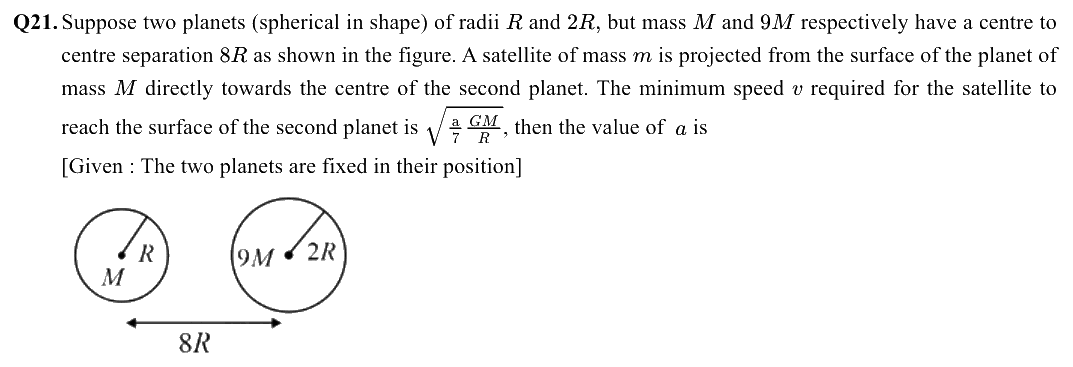 Q21. Suppose two planets (spherical in shape) of radii R and 2R, but mass M and 9M respectively have a centre to
centre separation 8R as shown in the figure. A satellite of mass m is projected from the surface of the planet of
mass M directly towards the centre of the second planet. The minimum speed v required for the satellite to
reach the surface of the second planet is √(a/7 GM/R), then the value of a is
[Given : The two planets are fixed in their position]
R
M
9M
2R
8R